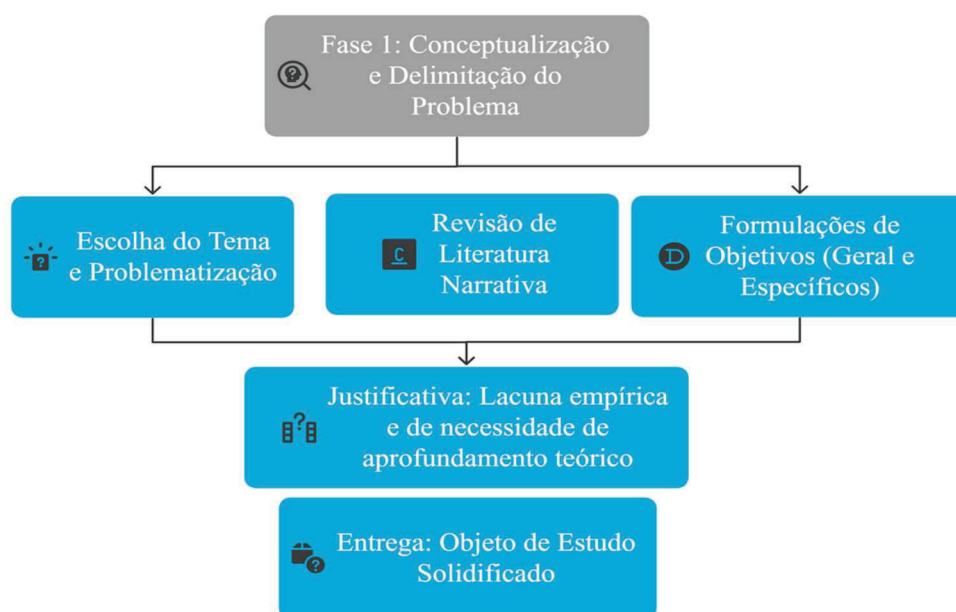 Fase 1: Conceptualização
e Delimitação do
Problema
Escolha do Tema
e Problematização
Revisão de
Literatura
Narrativa
Formulações de
Objetivos (Geral e
Específicos)
Justificativa: Lacuna empírica
e de necessidade de
aprofundamento teórico
Entrega: Objeto de Estudo
Solidificado